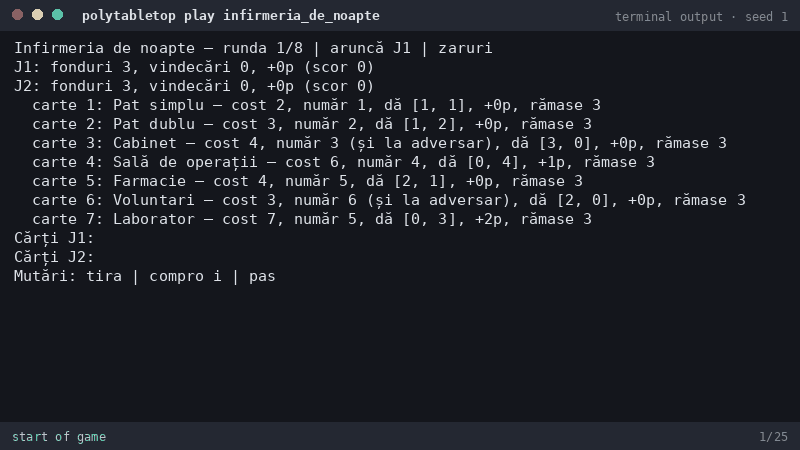 polytabletop play infirmeria_de_noapte
terminal output · seed 1
Infirmeria de noapte — runda 1/8 | aruncă J1 | zaruri
J1: fonduri 3, vindecări 0, +0p (scor 0)
J2: fonduri 3, vindecări 0, +0p (scor 0)
carte 1: Pat simplu — cost 2, număr 1, dă [1, 1], +0p, rămase 3
carte 2: Pat dublu — cost 3, număr 2, dă [1, 2], +0p, rămase 3
carte 3: Cabinet — cost 4, număr 3 (și la adversar), dă [3, 0], +0p, rămase 3
carte 4: Sală de operații — cost 6, număr 4, dă [0, 4], +1p, rămase 3
carte 5: Farmacie — cost 4, număr 5, dă [2, 1], +0p, rămase 3
carte 6: Voluntari — cost 3, număr 6 (și la adversar), dă [2, 0], +0p, rămase 3
carte 7: Laborator — cost 7, număr 5, dă [0, 3], +2p, rămase 3
Cărți J1:
Cărți J2:
Mutări: tira | compro i | pas
start of game
1/25